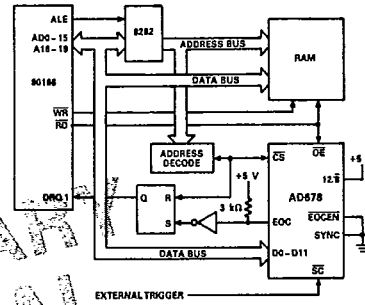 ALE
AD0-15
A16-19
80186
WR
RD
DRQ 1
8282
ADDRESS BUS
DATA BUS
RAM
ADDRESS
DECODE
+5 V
3 kΩ
Q
R
S
DATA BUS
CS
OE
12/8
+5
AD678
EOC
EOCEN
SYNC
D0-D11
SC
EXTERNAL TRIGGER